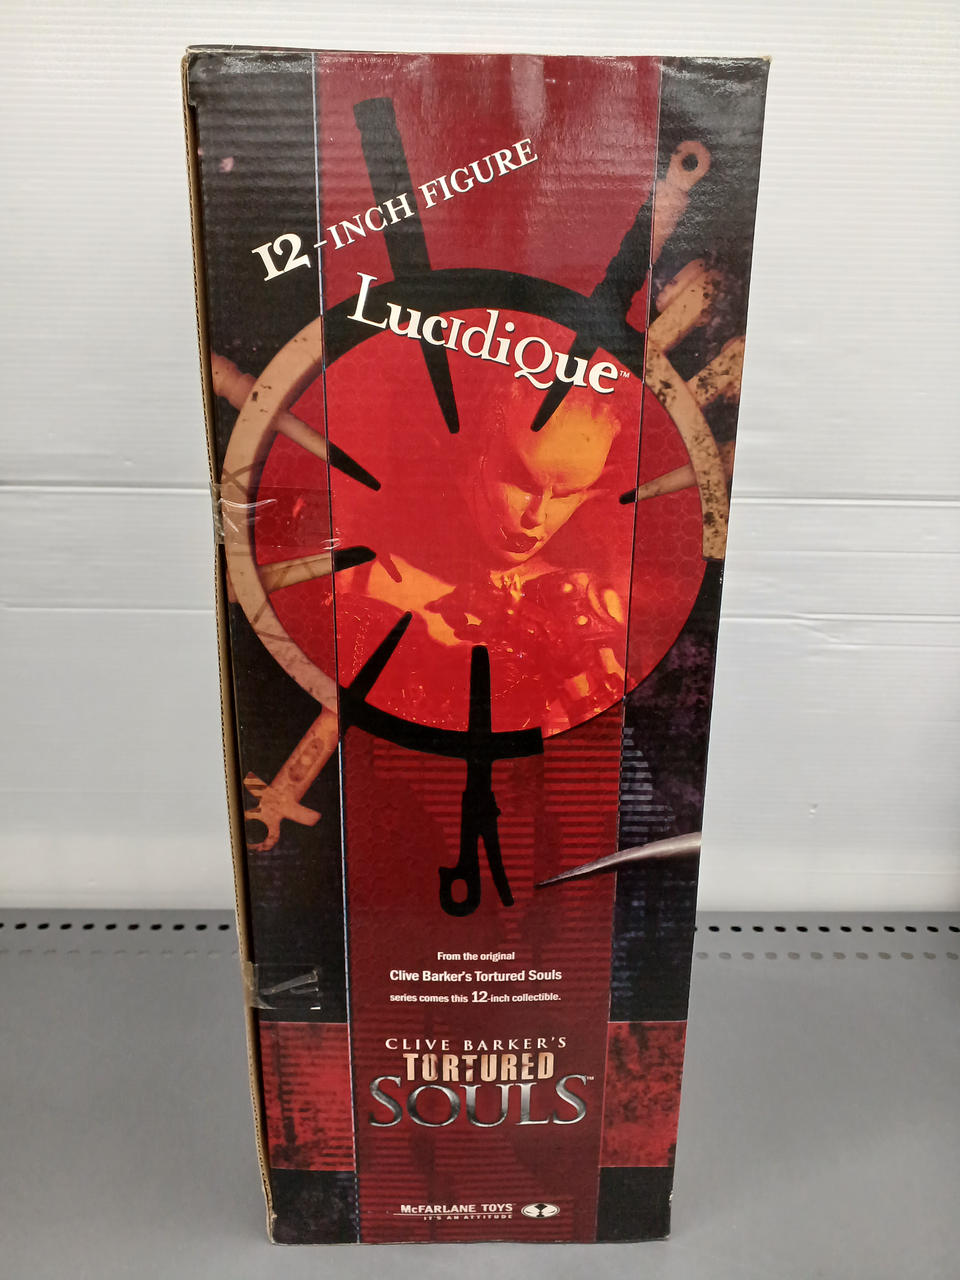 12-INCH FIGURE
LucidiQue™
From the original
Clive Barker's Tortured Souls
series comes this 12-inch collectible.
CLIVE BARKER'S
TORTURED
SOULS™
McFARLANE TOYS
IT'S AN ATTITUDE